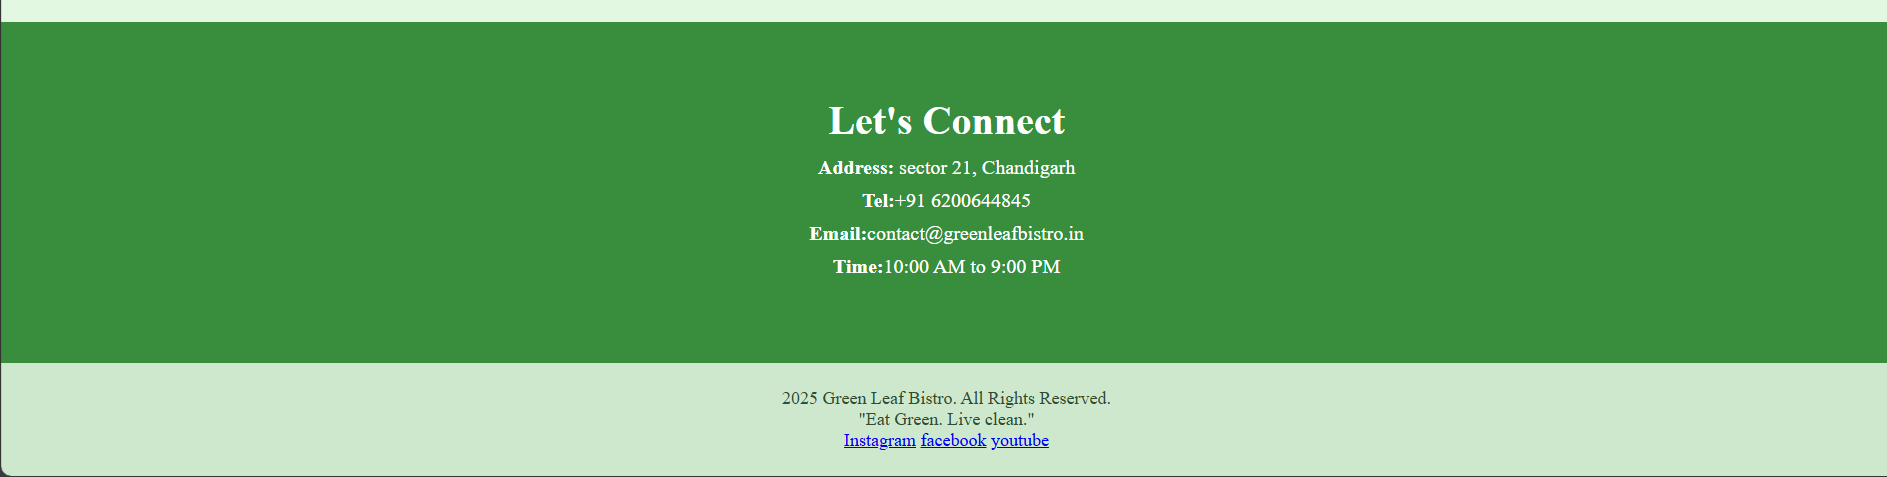 Let's Connect
Address: sector 21, Chandigarh
Tel:+91 6200644845
Email:contact@greenleafbistro.in
Time:10:00 AM to 9:00 PM
2025 Green Leaf Bistro. All Rights Reserved.
"Eat Green. Live clean."
Instagram facebook youtube